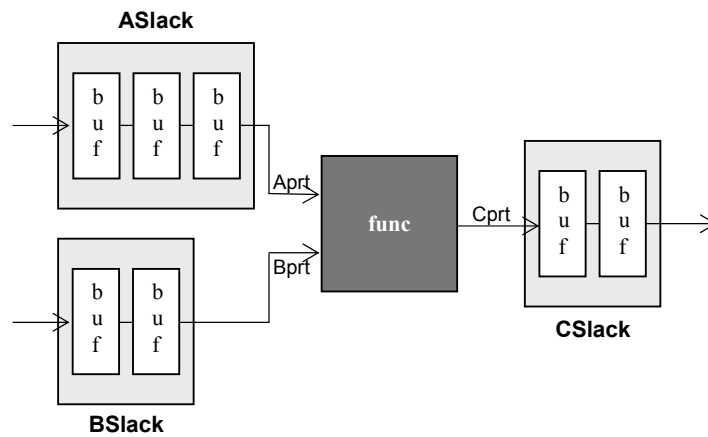 ASlack
b b b
u u u
f f f
Aprt
func
Cprt
b b
u u
f f
Bprt
CSlack
b b
u u
f f
BSlack